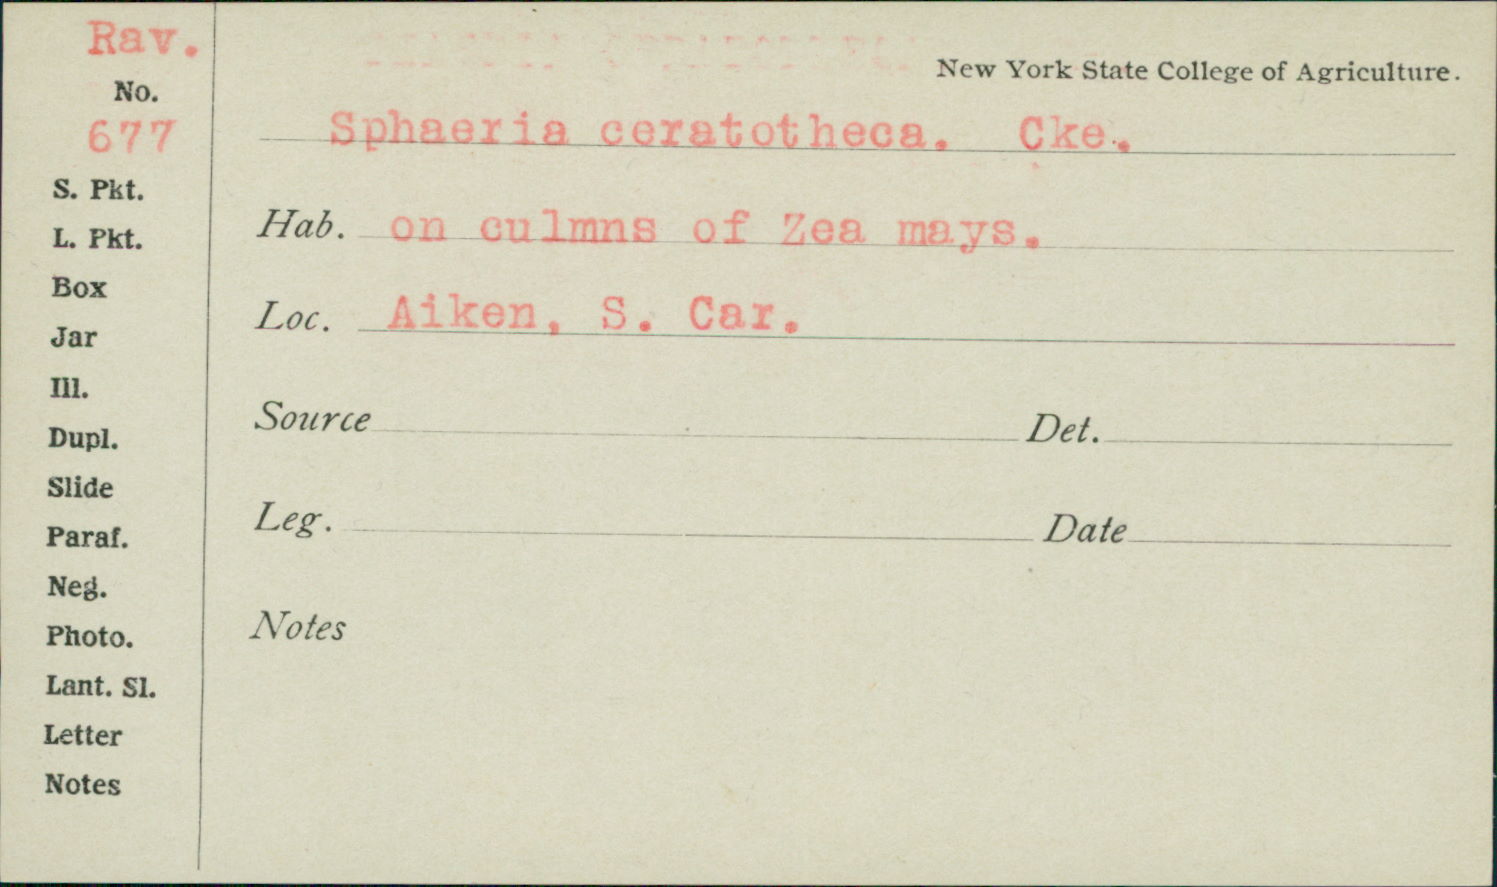 Rav.
No.
677
S. Pkt.
L. Pkt.
Box
Jar
Ill.
Dupl.
Slide
Paraf.
Neg.
Photo.
Lant. Sl.
Letter
Notes
New York State College of Agriculture.
Sphaeria ceratotheca. Cke.
Hab. on culmns of Zea mays.
Loc. Aiken, S. Car.
Source Det.
Leg. Date
Notes